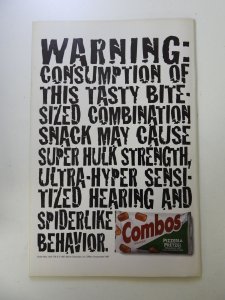 WARNING:
CONSUMPTION OF
THIS TASTY BITE-
SIZED COMBINATION
SNACK MAY CAUSE
SUPER HULK STRENGTH,
ULTRA-HYPER SENSI-
TIZED HEARING AND
SPIDERLIKE
BEHAVIOR.
Combos
PIZZERIA
PRETZEL